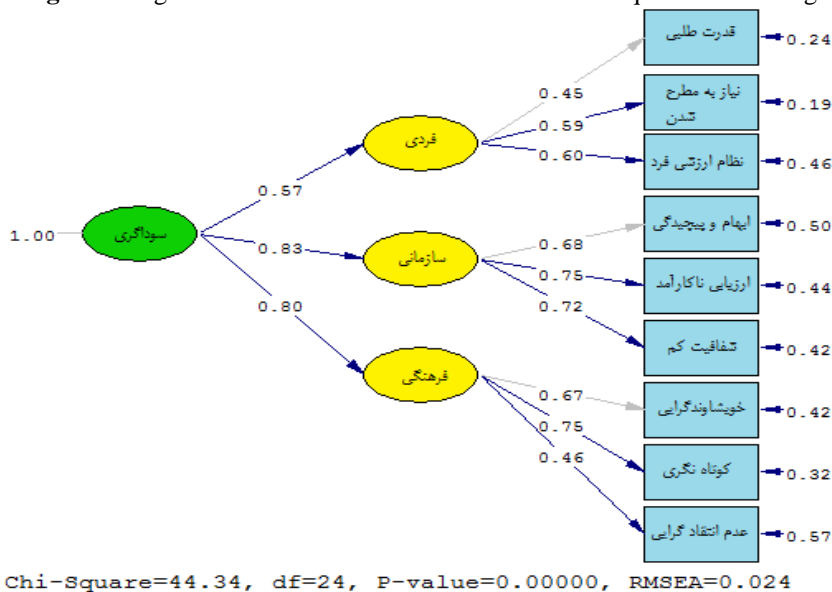 قدرت طلبی
0.24
0.45
نیاز به مطرح
شدن
0.19
0.59
فردی
0.60
نظام ارزشی فرد
0.46
0.57
ابهام و پیچیدگی
0.50
1.00
سوداگری
0.68
0.83
سازمانی
0.75
ارزیابی ناکارآمد
0.44
0.80
0.72
شفافیت کم
0.42
فرهنگی
0.67
خویشاوندگرایی
0.42
0.75
0.46
کوتاه نگری
0.32
عدم انتقاد گرایی
0.57
Chi-Square=44.34, df=24, P-value=0.00000, RMSEA=0.024